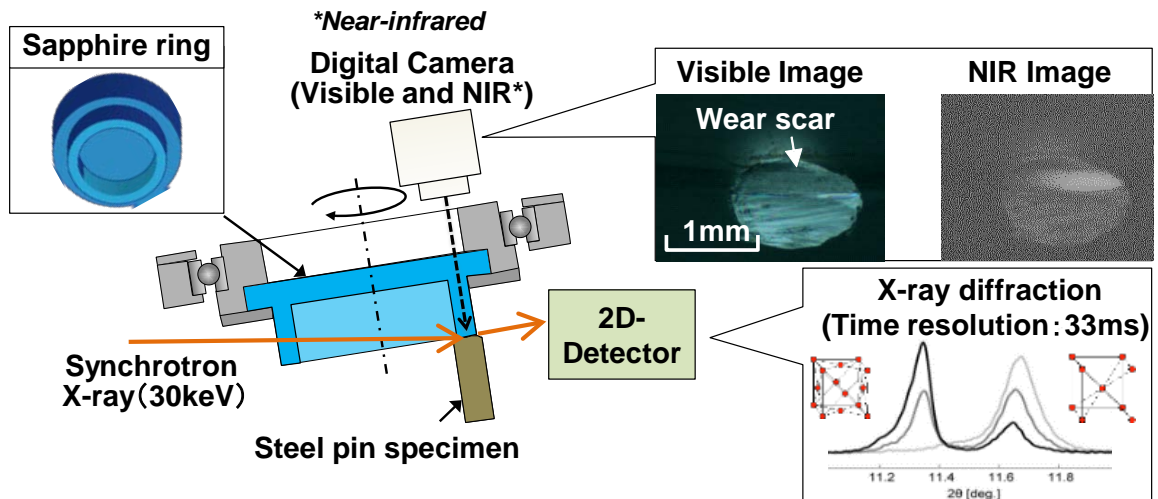 *Near-infrared
Sapphire ring
Digital Camera
(Visible and NIR*)
Visible Image
NIR Image
Wear scar
1mm
Synchrotron
X-ray（30keV）
2D-
Detector
Steel pin specimen
X-ray diffraction
(Time resolution：33ms)
11.2 11.4 11.6 11.8
2θ [deg.]